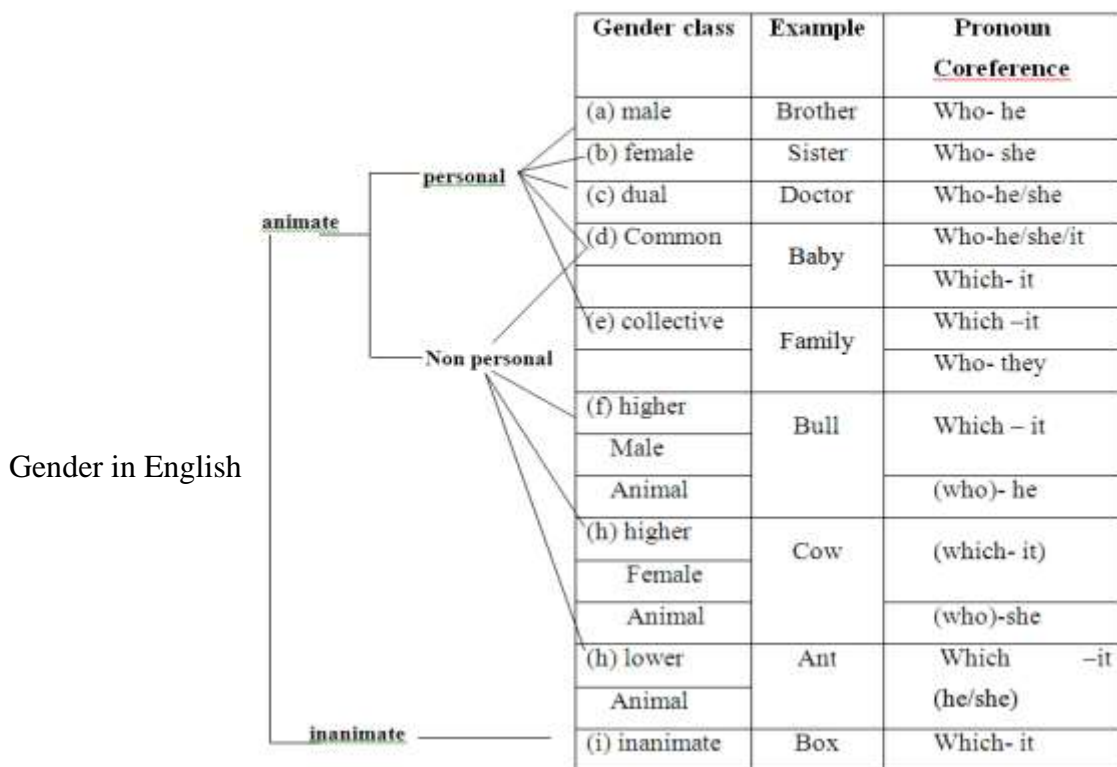 Gender class Example Pronoun
Coreference
(a) male Brother Who- he
(b) female Sister Who- she
personal
(c) dual Doctor Who-he/she
animate
(d) Common Baby Who-he/she/it
Which- it
(e) collective Family Which –it
Non personal
Who- they
(f) higher Bull Which – it
Male
Gender in English
Animal (who)- he
(h) higher Cow (which- it)
Female
Animal (who)-she
(h) lower Ant Which –it
Animal (he/she)
inanimate
(i) inanimate Box Which- it